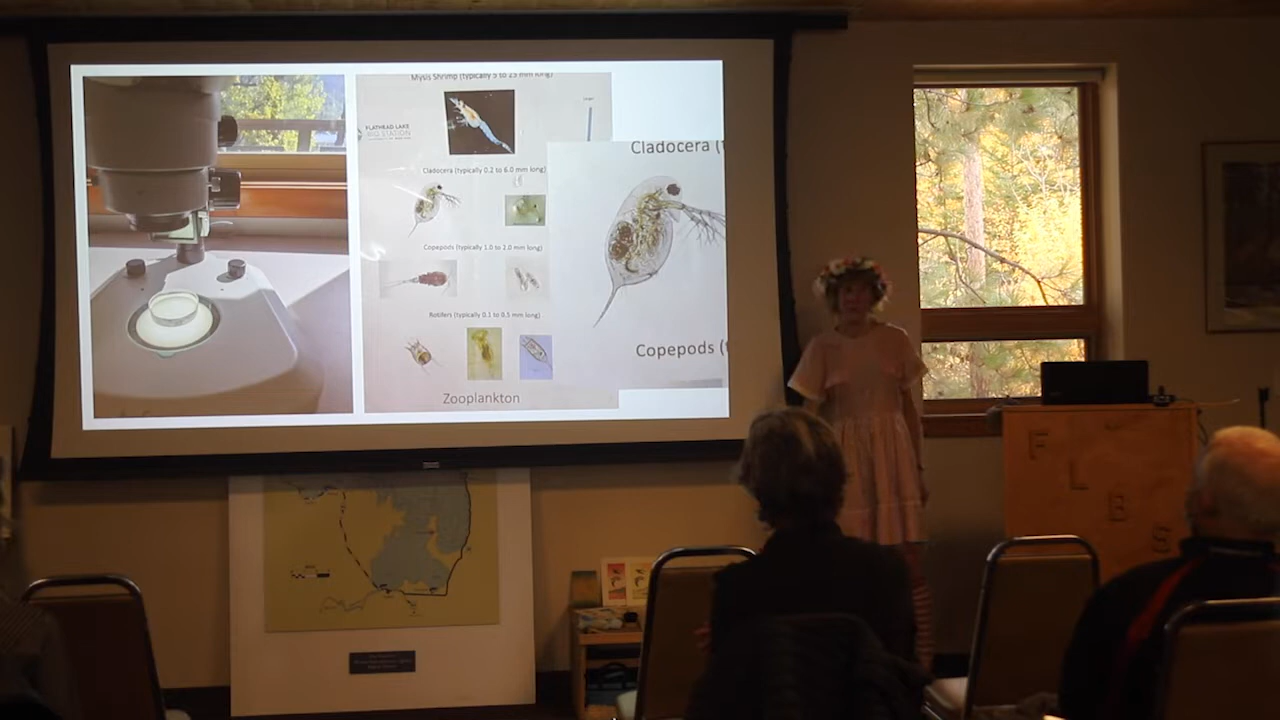 Mysis Shrimp (typically 5 to 25 mm long)
FLATHEAD LAKE
BIO STATION
Cladocera (typically 0.2 to 6.0 mm long)
Copepods (typically 1.0 to 2.0 mm long)
Rotifers (typically 0.1 to 0.5 mm long)
Zooplankton
Cladocera (
Copepods (
F
L
B
S